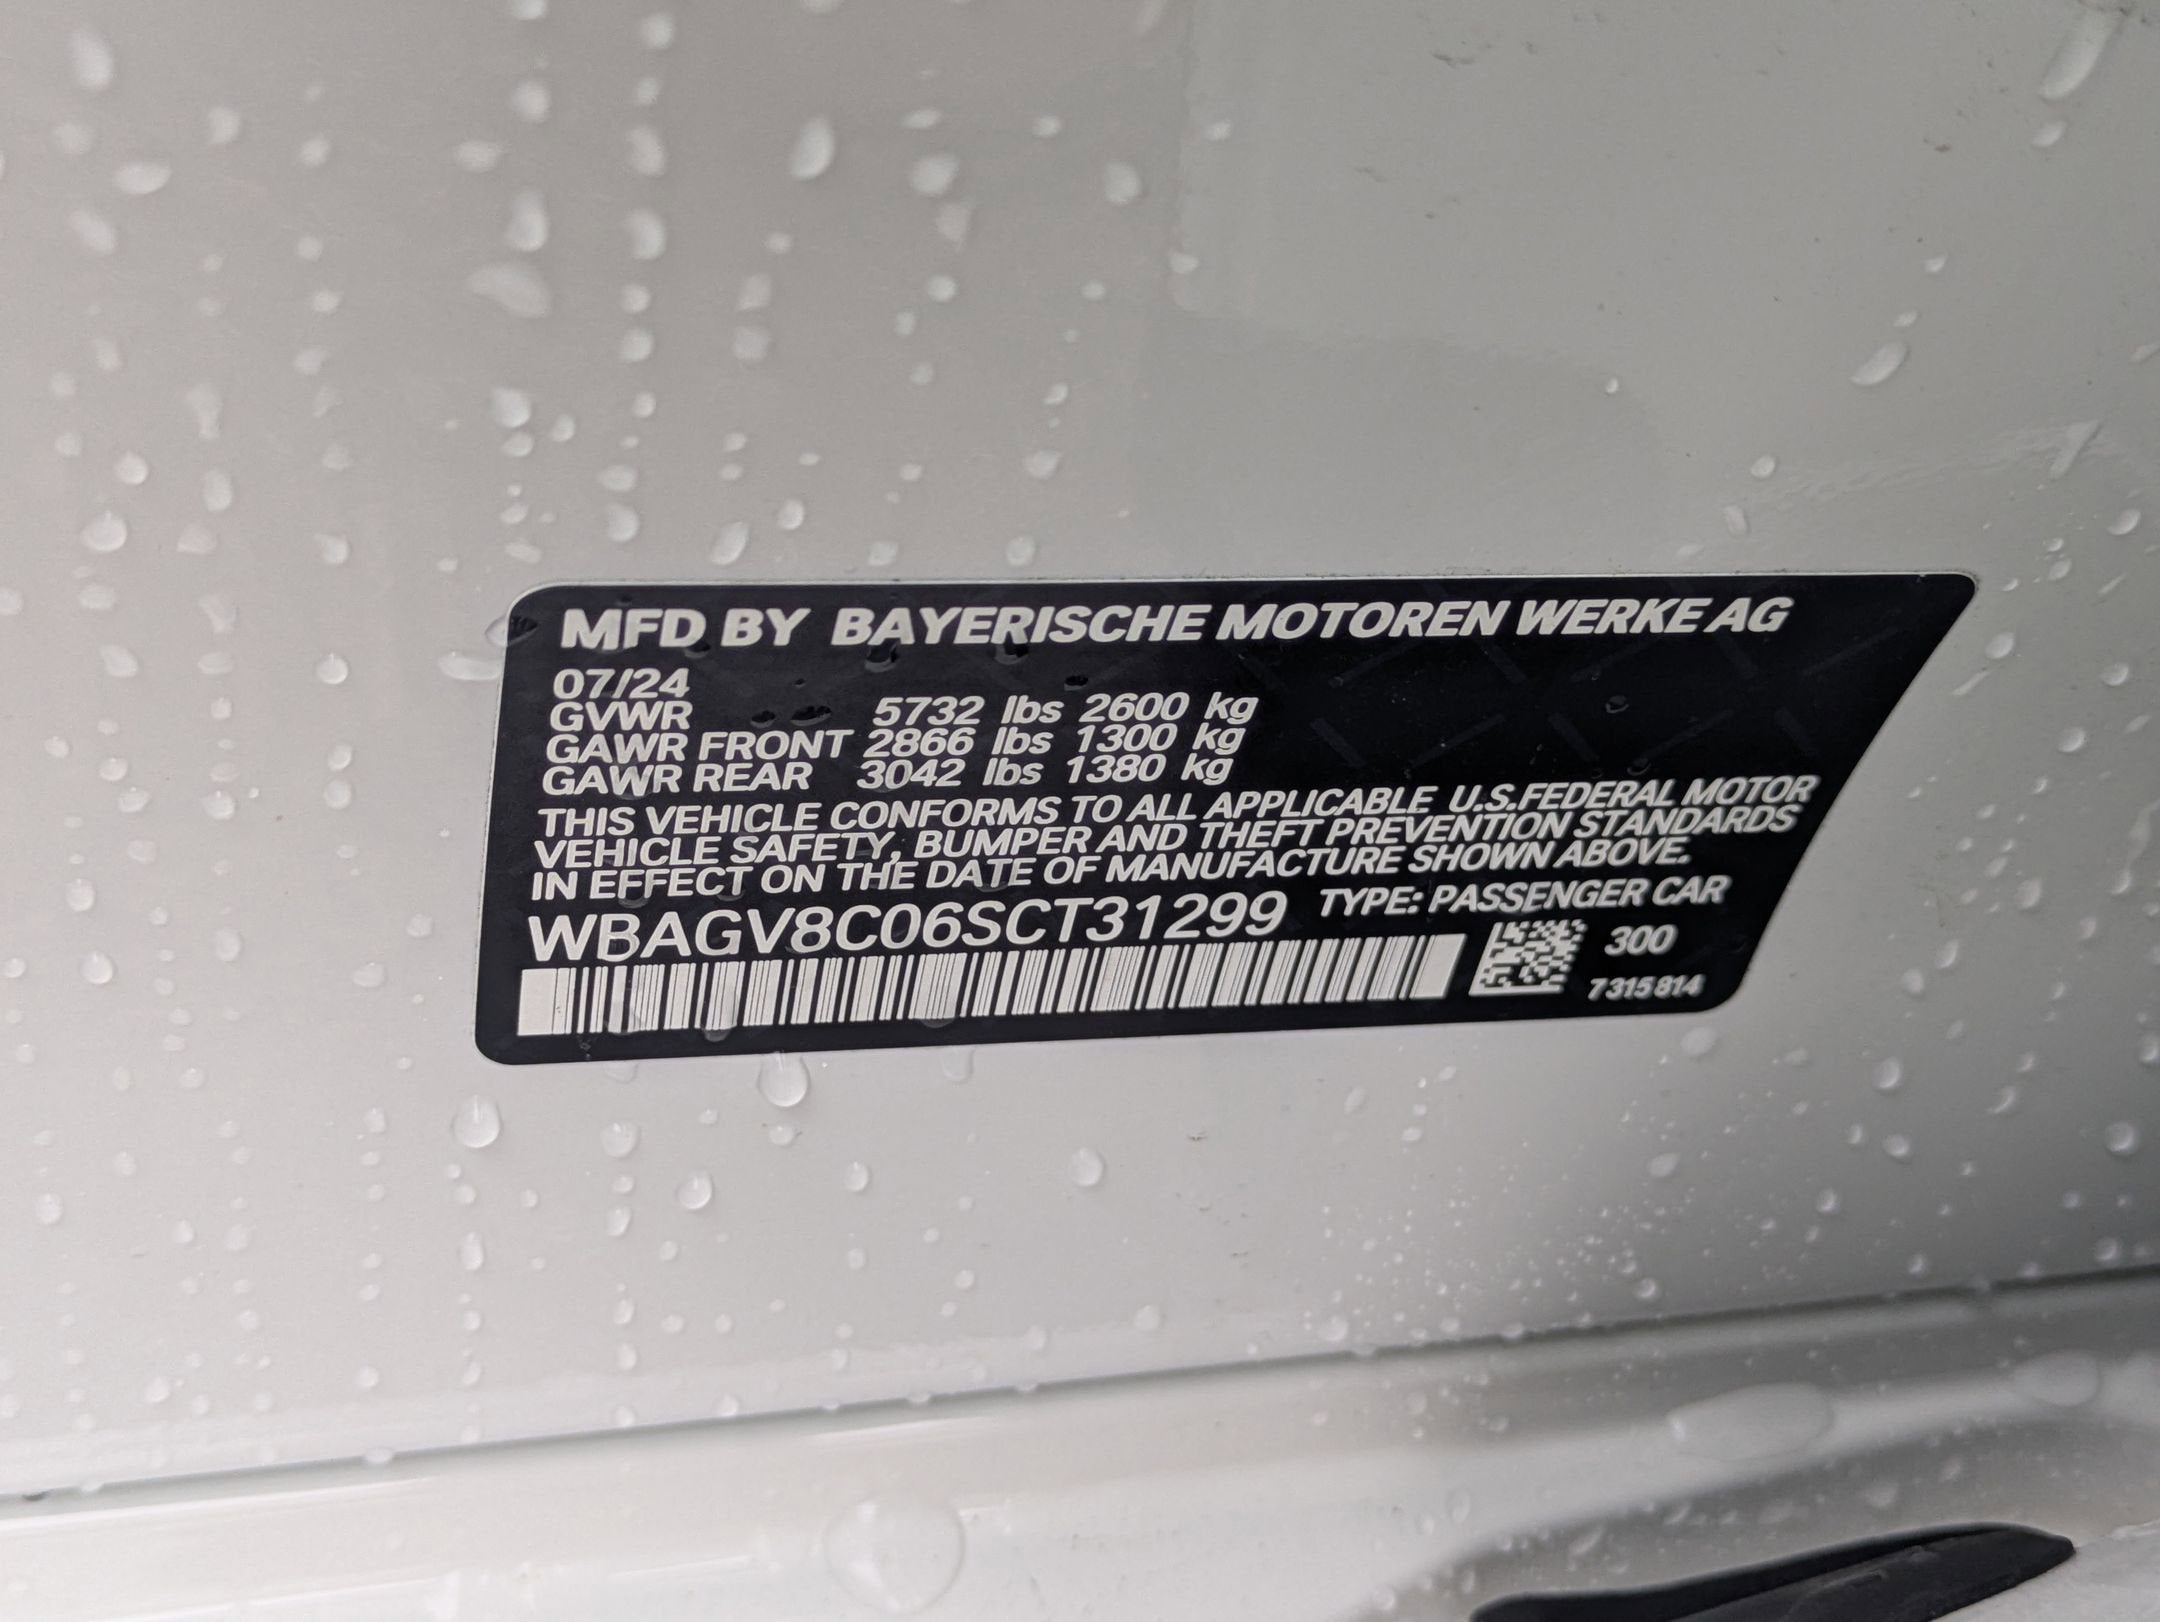 MFD BY BAYERISCHE MOTOREN WERKE AG
07/24
GVWR 5732 lbs 2600 kg
GAWR FRONT 2866 lbs 1300 kg
GAWR REAR 3042 lbs 1380 kg
THIS VEHICLE CONFORMS TO ALL APPLICABLE U.S.FEDERAL MOTOR
VEHICLE SAFETY, BUMPER AND THEFT PREVENTION STANDARDS
IN EFFECT ON THE DATE OF MANUFACTURE SHOWN ABOVE.
WBAGV8C06SCT31299 TYPE: PASSENGER CAR
300
7315814